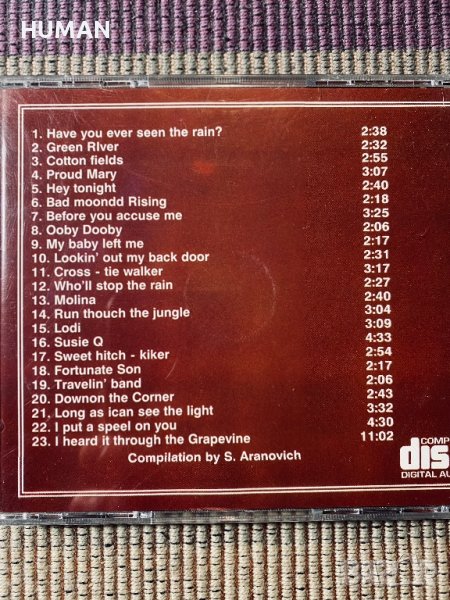 HUMAN
1. Have you ever seen the rain? 2:38
2. Green RIver 2:32
3. Cotton fields 2:55
4. Proud Mary 3:07
5. Hey tonight 2:40
6. Bad moondd Rising 2:18
7. Before you accuse me 3:25
8. Ooby Dooby 2:06
9. My baby left me 2:17
10. Lookin' out my back door 2:31
11. Cross - tie walker 3:17
12. Who'll stop the rain 2:27
13. Molina 2:40
14. Run thouch the jungle 3:04
15. Lodi 3:09
16. Susie Q 4:33
17. Sweet hitch - kiker 2:54
18. Fortunate Son 2:17
19. Travelin' band 2:06
20. Downon the Corner 2:43
21. Long as ican see the light 3:32
22. I put a speel on you 4:30
23. I heard it through the Grapevine 11:02
Compilation by S. Aranovich
COMP
dis
DIGITAL AU